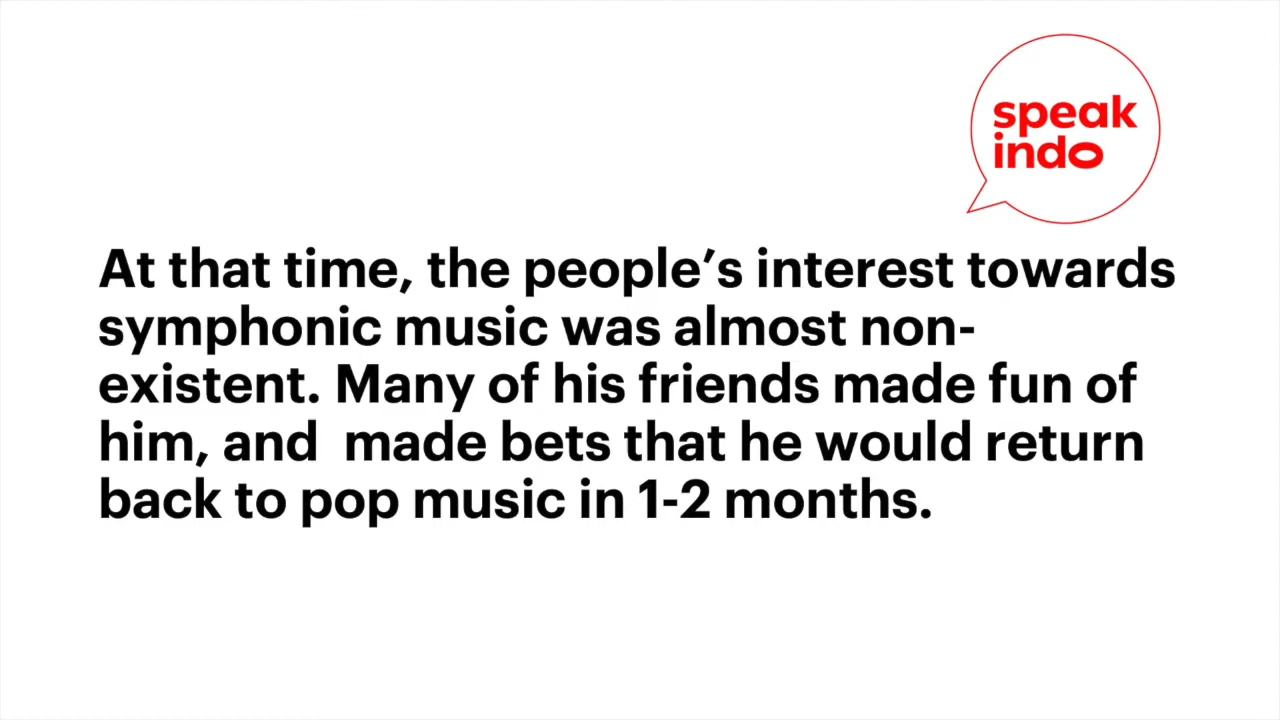 speak
indo
At that time, the people’s interest towards
symphonic music was almost non-
existent. Many of his friends made fun of
him, and  made bets that he would return
back to pop music in 1-2 months.